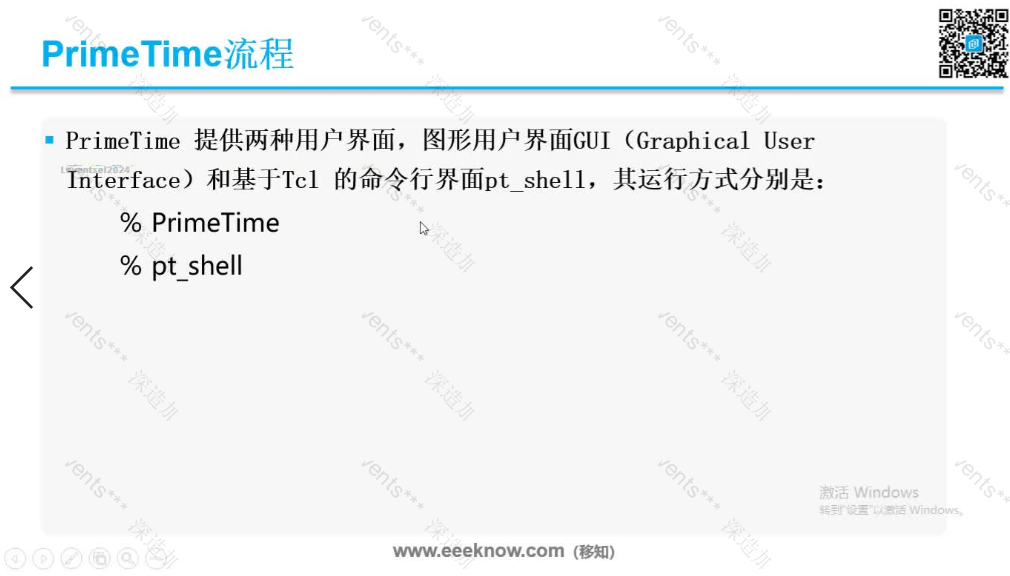 PrimeTime流程
PrimeTime 提供两种用户界面，图形用户界面GUI（Graphical User
Interface）和基于Tcl 的命令行界面pt_shell，其运行方式分别是：
% PrimeTime
% pt_shell
激活 Windows
转到"设置"以激活 Windows。
www.eeeknow.com（移知）